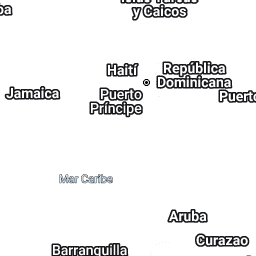 y Caicos
Haití
República
Dominicana
Jamaica
Puerto
Príncipe
Puerto
Mar Caribe
Aruba
Curazao
Barranquilla